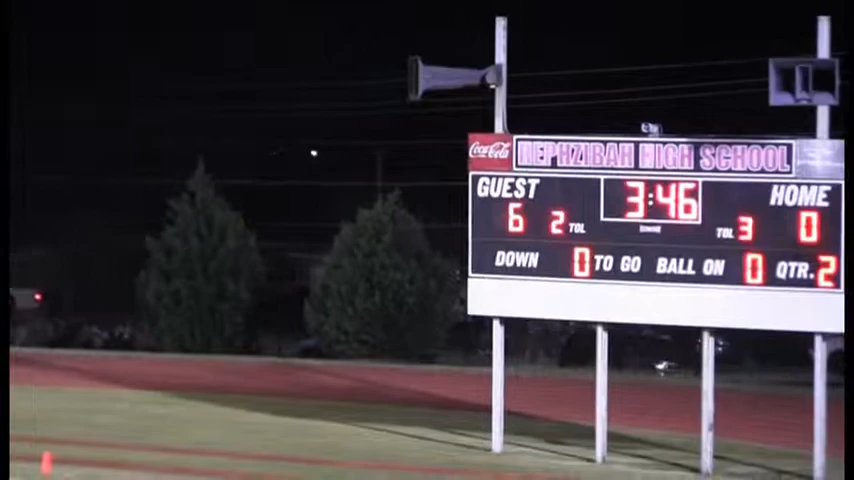 Coca-Cola HEPHZIBAH HIGH SCHOOL
GUEST 3:46 HOME
6 2 TOL TOL 3 0
DOWN 0 TO GO BALL ON 0 QTR. 2